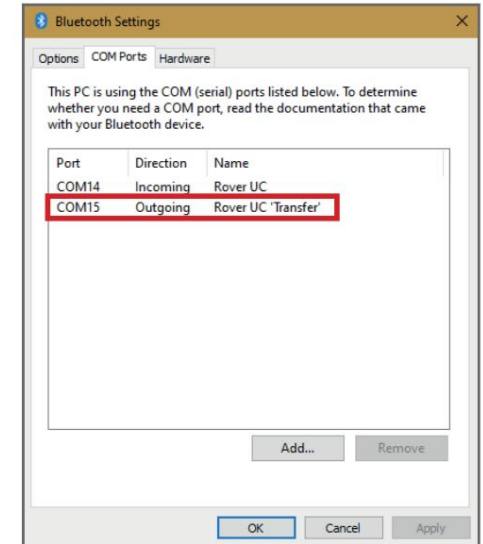 Bluetooth Settings
Options COM Ports Hardware
This PC is using the COM (serial) ports listed below. To determine
whether you need a COM port, read the documentation that came
with your Bluetooth device.
Port Direction Name
COM14 Incoming Rover UC
COM15 Outgoing Rover UC 'Transfer'
Add... Remove
OK Cancel Apply